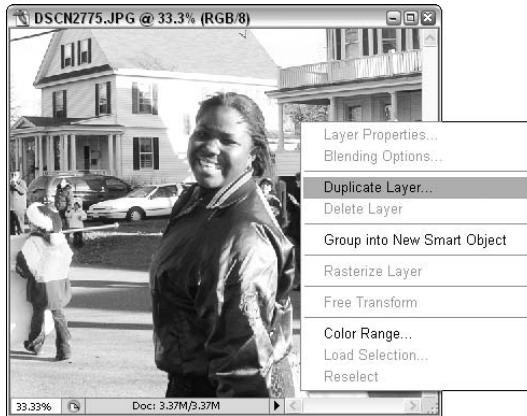 DSCN2775.JPG @ 33.3% (RGB/8)
Layer Properties...
Blending Options...
Duplicate Layer...
Delete Layer
Group into New Smart Object
Rasterize Layer
Free Transform
Color Range...
Load Selection...
Reselect
33.33%
Doc: 3.37M/3.37M